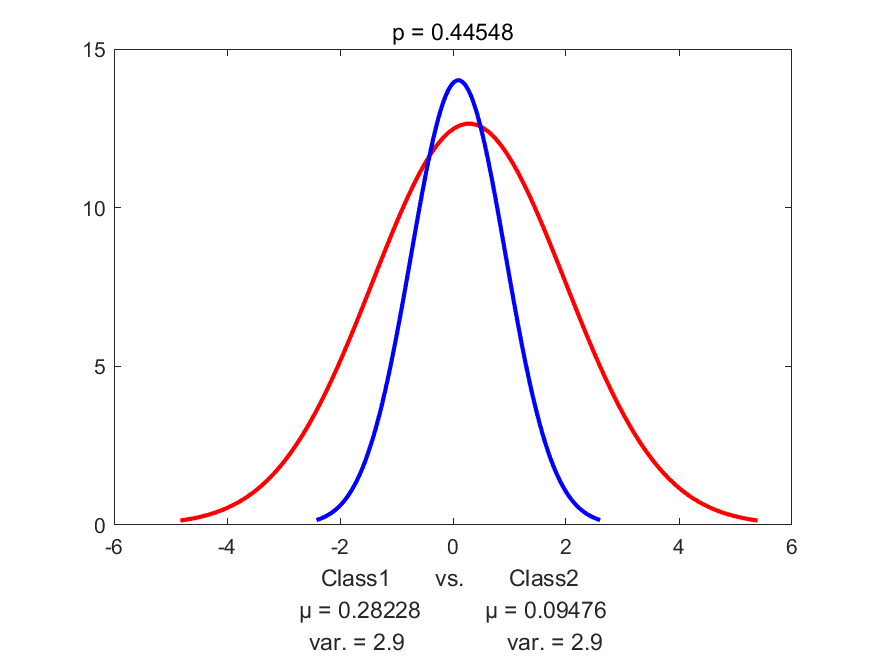 p = 0.44548
15
10
5
0
-6 -4 -2 0 2 4 6
Class1 vs. Class2
μ = 0.28228 μ = 0.09476
var. = 2.9 var. = 2.9